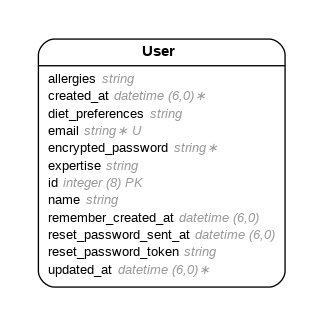 User
allergies string
created_at datetime (6,0)∗
diet_preferences string
email string∗ U
encrypted_password string∗
expertise string
id integer (8) PK
name string
remember_created_at datetime (6,0)
reset_password_sent_at datetime (6,0)
reset_password_token string
updated_at datetime (6,0)∗